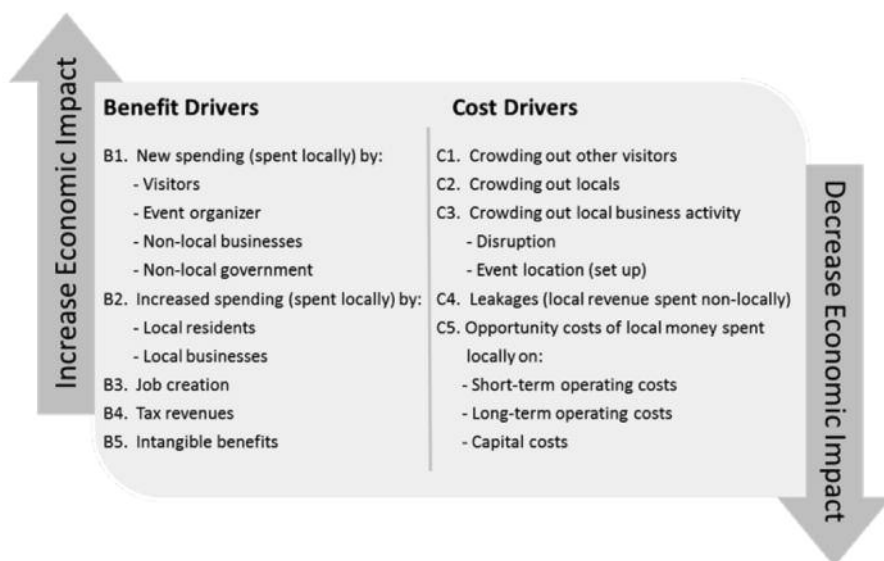 Increase Economic Impact
Benefit Drivers
B1. New spending (spent locally) by:
- Visitors
- Event organizer
- Non-local businesses
- Non-local government
B2. Increased spending (spent locally) by:
- Local residents
- Local businesses
B3. Job creation
B4. Tax revenues
B5. Intangible benefits
Cost Drivers
C1. Crowding out other visitors
C2. Crowding out locals
C3. Crowding out local business activity
- Disruption
- Event location (set up)
C4. Leakages (local revenue spent non-locally)
C5. Opportunity costs of local money spent
locally on:
- Short-term operating costs
- Long-term operating costs
- Capital costs
Decrease Economic Impact